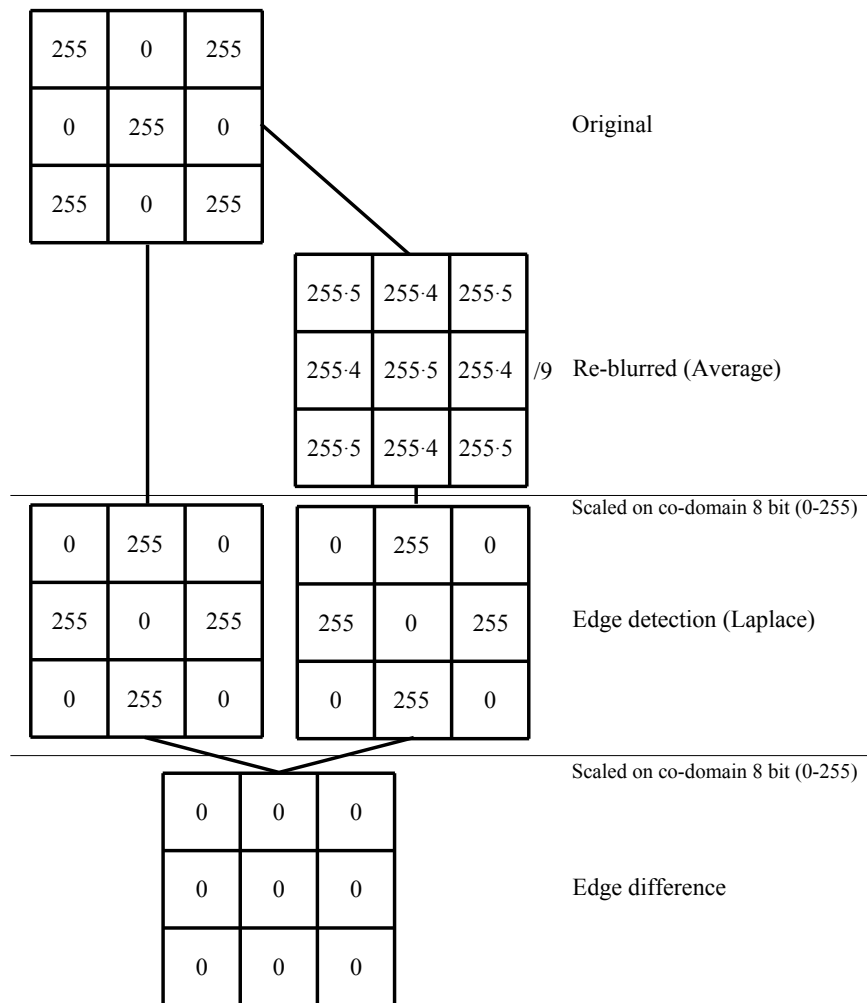 255 0 255
0 255 0
255 0 255
Original
255·5 255·4 255·5
255·4 255·5 255·4
255·5 255·4 255·5
/9 Re-blurred (Average)
Scaled on co-domain 8 bit (0-255)
0 255 0
255 0 255
0 255 0
0 255 0
255 0 255
0 255 0
Edge detection (Laplace)
Scaled on co-domain 8 bit (0-255)
0 0 0
0 0 0
0 0 0
Edge difference